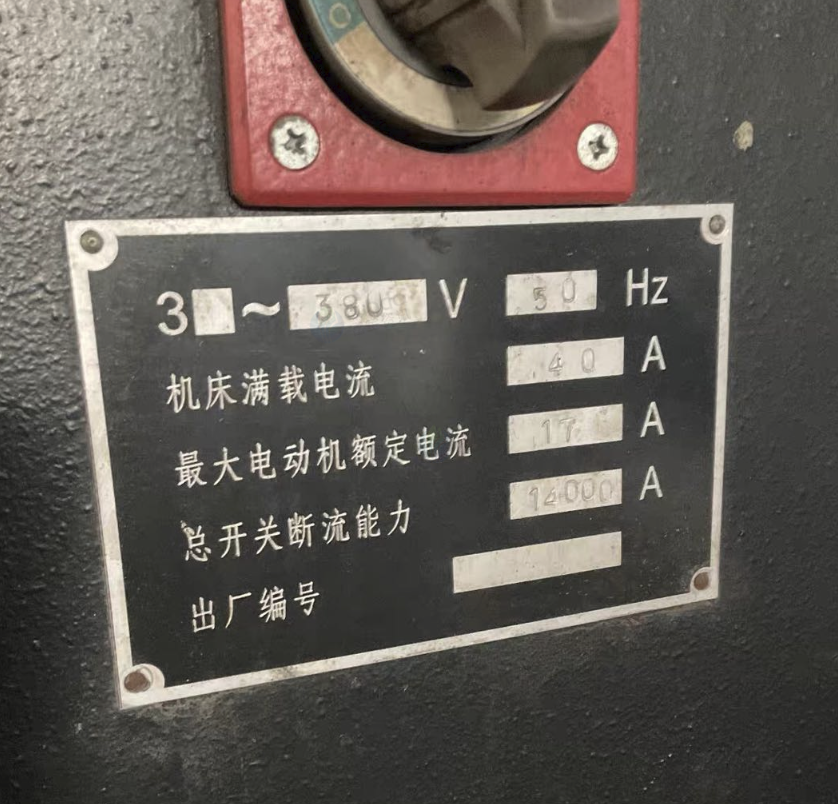 3 ~ 380 V 50 Hz
机床满载电流 40 A
最大电动机额定电流 17 A
总开关断流能力 14000 A
出厂编号